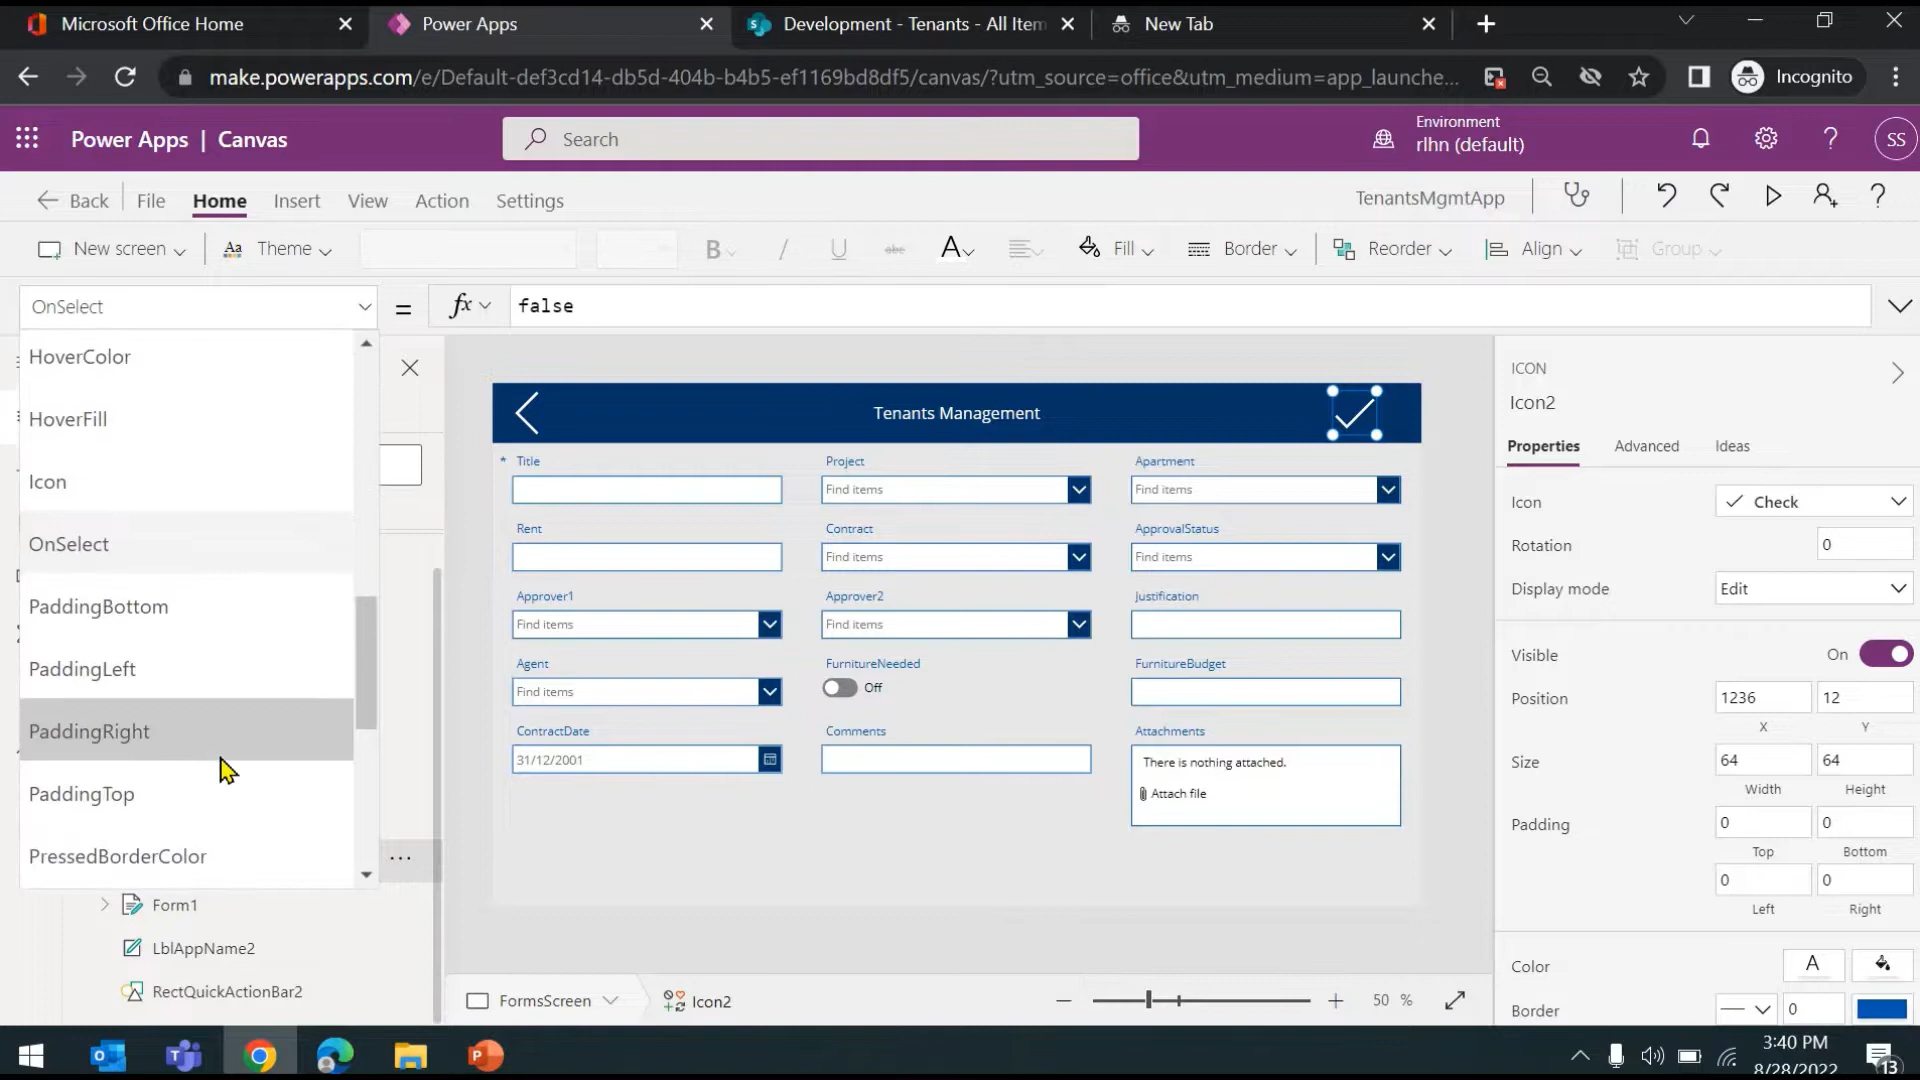 Microsoft Office Home
Power Apps
Development - Tenants - All Item
New Tab
make.powerapps.com/e/Default-def3cd14-db5d-404b-b4b5-ef1169bd8df5/canvas/?utm_source=office&utm_medium=app_launche...
Incognito
Power Apps | Canvas
Search
Environment
rlhn (default)
SS
Back
File
Home
Insert
View
Action
Settings
TenantsMgmtApp
New screen
Theme
B
I
U
abc
A
Fill
Border
Reorder
Align
Group
OnSelect
=
fx
false
HoverColor
HoverFill
Icon
OnSelect
PaddingBottom
PaddingLeft
PaddingRight
PaddingTop
PressedBorderColor
Form1
LblAppName2
RectQuickActionBar2
Tenants Management
* Title
Project
Apartment
Find items
Find items
Rent
Contract
ApprovalStatus
Find items
Find items
Approver1
Approver2
Justification
Find items
Find items
Agent
FurnitureNeeded
FurnitureBudget
Find items
Off
ContractDate
Comments
Attachments
31/12/2001
There is nothing attached.
Attach file
FormsScreen
Icon2
50 %
ICON
Icon2
Properties
Advanced
Ideas
Icon
Check
Rotation
0
Display mode
Edit
Visible
On
Position
1236
12
X
Y
Size
64
64
Width
Height
Padding
0
0
Top
Bottom
0
0
Left
Right
Color
A
Border
0
3:40 PM
8/28/2022
13